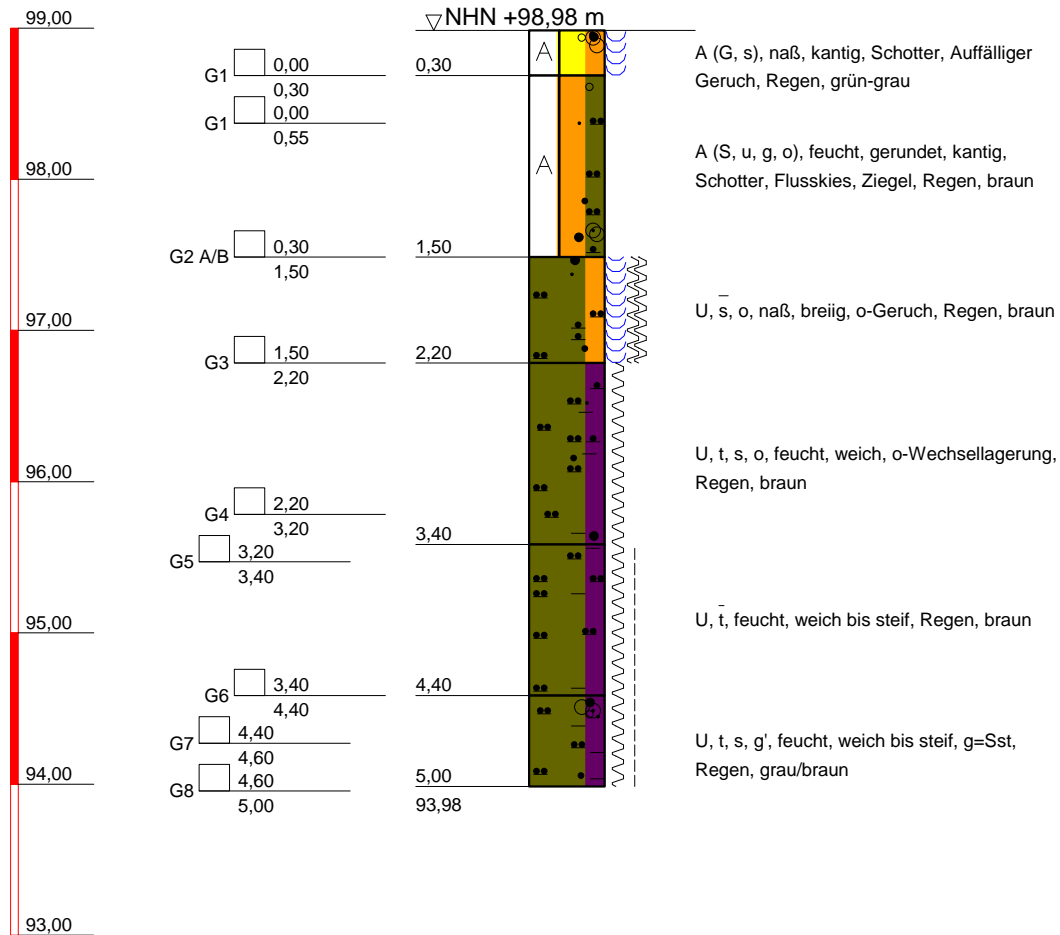 99,00
98,00
97,00
96,00
95,00
94,00
93,00
NHN +98,98 m
G1
0,00
0,30
G1
0,00
0,55
G2 A/B
0,30
1,50
G3
1,50
2,20
G4
2,20
3,20
G5
3,20
3,40
G6
3,40
4,40
G7
4,40
4,60
G8
4,60
5,00
0,30
1,50
2,20
3,40
4,40
5,00
93,98
A
A
A (G, s), naß, kantig, Schotter, Auffälliger
Geruch, Regen, grün-grau
A (S, u, g, o), feucht, gerundet, kantig,
Schotter, Flusskies, Ziegel, Regen, braun
U, s̅, o, naß, breiig, o-Geruch, Regen, braun
U, t, s, o, feucht, weich, o-Wechsellagerung,
Regen, braun
U, t̅, feucht, weich bis steif, Regen, braun
U, t, s, g', feucht, weich bis steif, g=Sst,
Regen, grau/braun